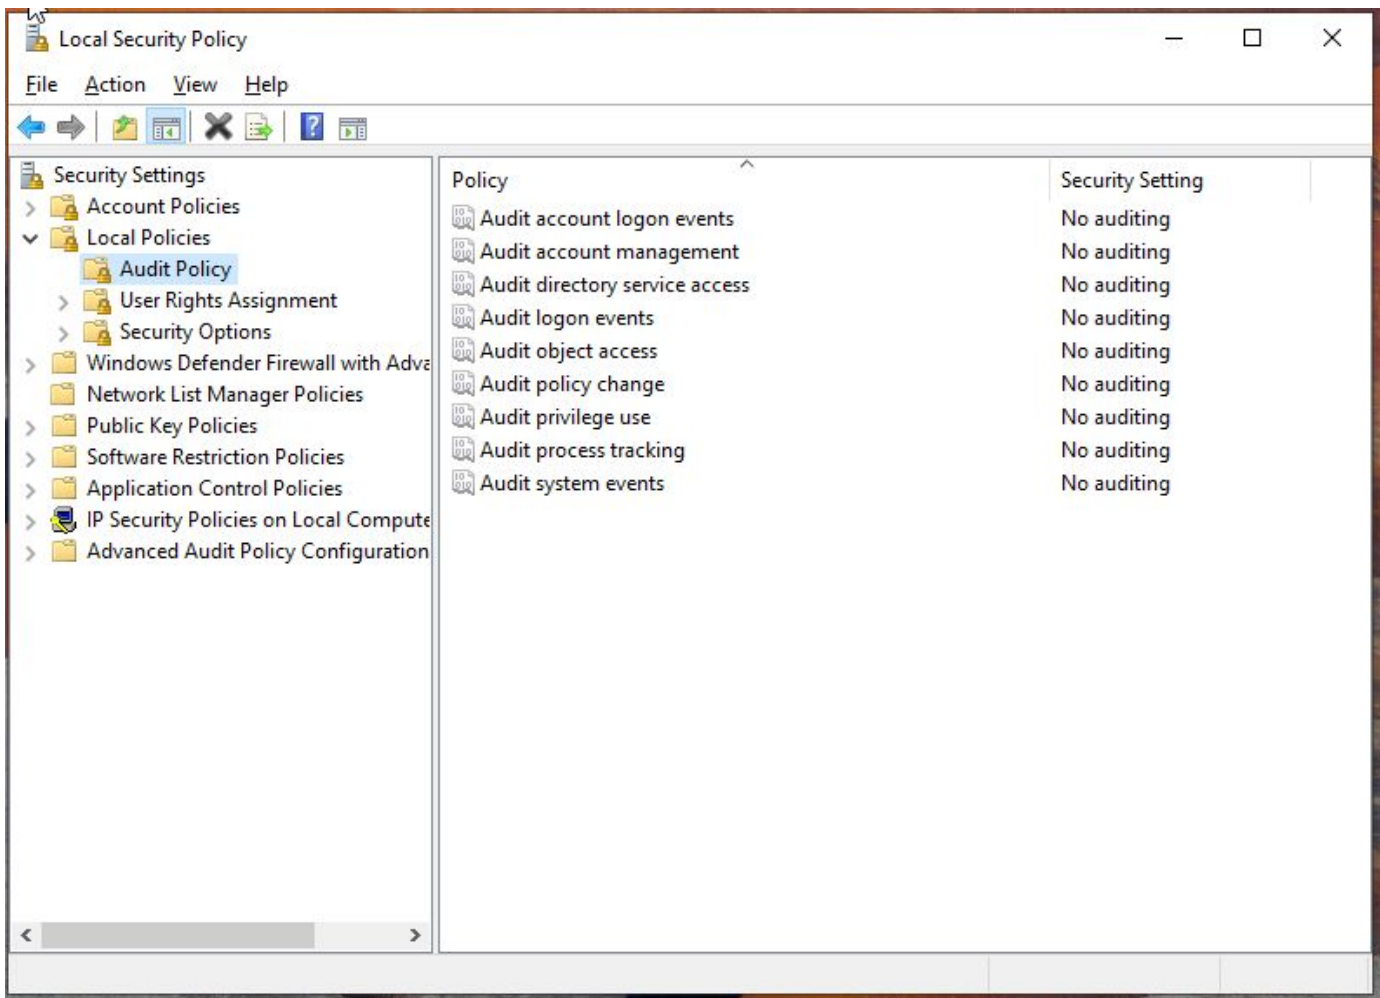 Local Security Policy
File Action View Help
Security Settings
Account Policies
Local Policies
Audit Policy
User Rights Assignment
Security Options
Windows Defender Firewall with Adva
Network List Manager Policies
Public Key Policies
Software Restriction Policies
Application Control Policies
IP Security Policies on Local Compute
Advanced Audit Policy Configuration
Policy Security Setting
Audit account logon events No auditing
Audit account management No auditing
Audit directory service access No auditing
Audit logon events No auditing
Audit object access No auditing
Audit policy change No auditing
Audit privilege use No auditing
Audit process tracking No auditing
Audit system events No auditing